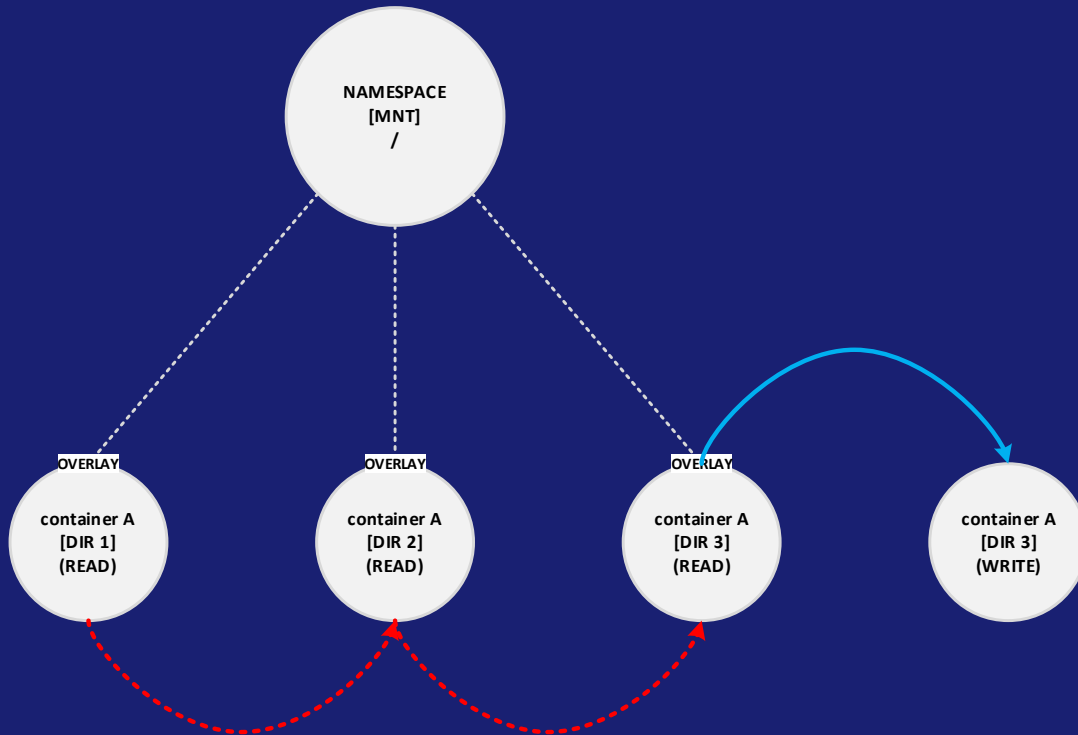 NAMESPACE
[MNT]
/
OVERLAY
OVERLAY
OVERLAY
container A
[DIR 1]
(READ)
container A
[DIR 2]
(READ)
container A
[DIR 3]
(READ)
container A
[DIR 3]
(WRITE)